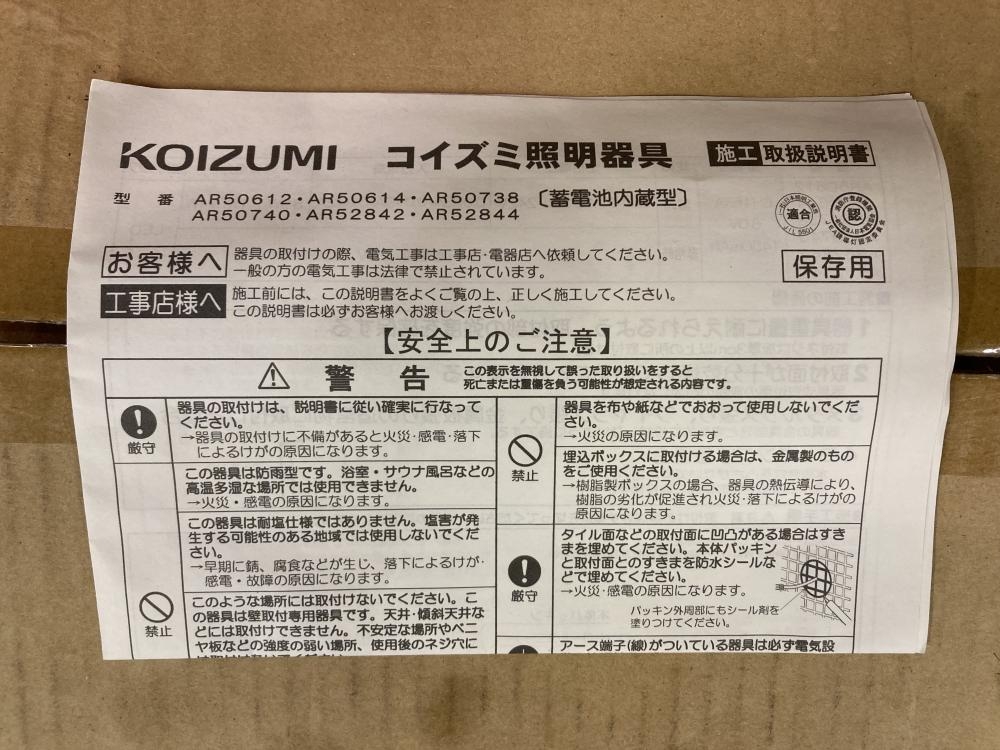 KOIZUMI コイズミ照明器具 施工 取扱説明書
型 番 AR50612・AR50614・AR50738 〔蓄電池内蔵型〕
AR50740・AR52842・AR52844
適合
JIL5501
認
保存用
お客様へ
器具の取付けの際、電気工事は工事店・電器店へ依頼してください。
一般の方の電気工事は法律で禁止されています。
工事店様へ
施工前には、この説明書をよくご覧の上、正しく施工してください。
この説明書は必ずお客様へお渡しください。
【安全上のご注意】
警 告
この表示を無視して誤った取り扱いをすると
死亡または重傷を負う可能性が想定される内容です。
厳守
器具の取付けは、説明書に従い確実に行なって
ください。
→器具の取付けに不備があると火災・感電・落下
によるけがの原因になります。
この器具は防雨型です。浴室・サウナ風呂などの
高温多湿な場所では使用できません。
→火災・感電の原因になります。
この器具は耐塩仕様ではありません。塩害が発
生する可能性のある地域では使用しないでくだ
さい。
→早期に錆、腐食などが生じ、落下によるけが・
感電・故障の原因になります。
禁止
このような場所には取付けないでください。こ
の器具は壁取付専用器具です。天井・傾斜天井な
どには取付けできません。不安定な場所やベニ
ヤ板などの強度の弱い場所、使用後のネジ穴に
禁止
器具を布や紙などでおおって使用しないでくだ
さい。
→火災の原因になります。
埋込ボックスに取付ける場合は、金属製のもの
をご使用ください。
→樹脂製ボックスの場合、器具の熱伝導により、
樹脂の劣化が促進され火災・落下によるけがの
原因になります。
厳守
タイル面などの取付面に凹凸がある場合はすき
まを埋めてください。本体パッキン
と取付面とのすきまを防水シールな
どで埋めてください。
→火災・感電の原因になります。
パッキン外周部にもシール剤を
塗りつけてください。
アース端子(線)がついている器具は必ず電気設